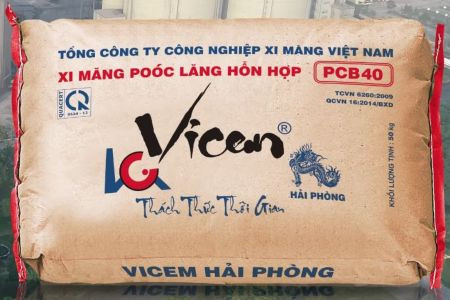 TỔNG CÔNG TY CÔNG NGHIỆP XI MĂNG VIỆT NAM
XI MĂNG POÓC LĂNG HỖN HỢP PCB40
TCVN 6260:2009
QCVN 16:2014/BXD
QUACERT
Vicem ®
HẢI PHÒNG
Thách Thức Thời Gian
KHỐI LƯỢNG TỊNH: 50 kg
VICEM HẢI PHÒNG